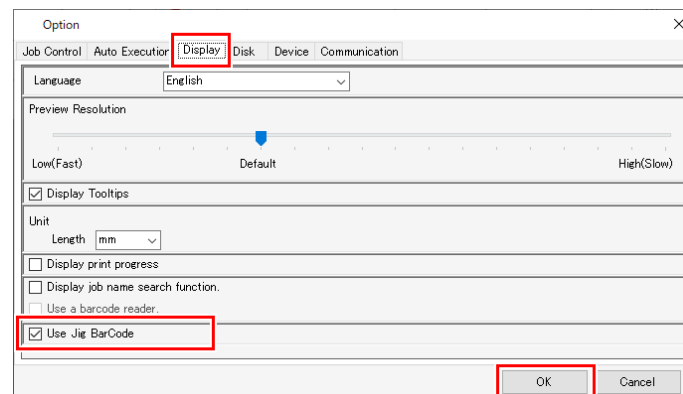 Option
Job Control Auto Execution Display Disk Device Communication
Language English
Preview Resolution
Low(Fast) Default High(Slow)
Display Tooltips
Unit
Length mm
Display print progress
Display job name search function.
Use a barcode reader.
Use Jig BarCode
OK Cancel